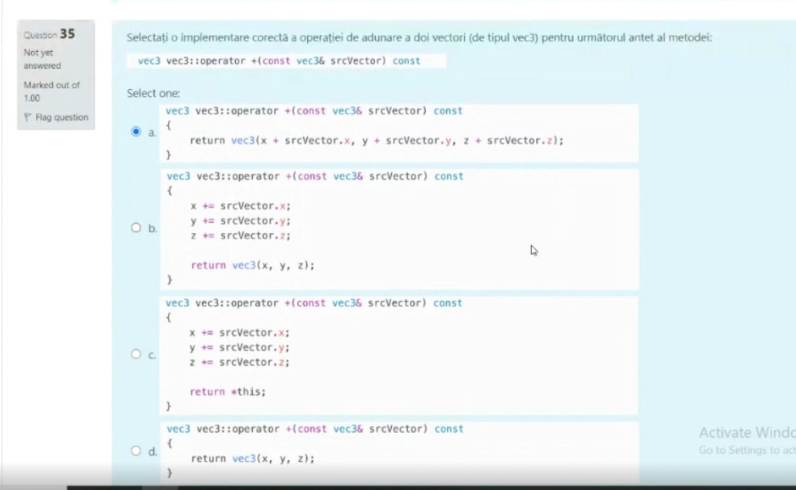 Question 35
Not yet
answered
Marked out of
1.00
Flag question
Selectați o implementare corectă a operației de adunare a doi vectori (de tipul vec3) pentru următorul antet al metodei:
vec3 vec3::operator +(const vec3& srcVector) const
Select one:
a.
vec3 vec3::operator +(const vec3& srcVector) const
{
return vec3(x + srcVector.x, y + srcVector.y, z + srcVector.z);
}
b.
vec3 vec3::operator +(const vec3& srcVector) const
{
x += srcVector.x;
y += srcVector.y;
z += srcVector.z;
return vec3(x, y, z);
}
c.
vec3 vec3::operator +(const vec3& srcVector) const
{
x += srcVector.x;
y += srcVector.y;
z += srcVector.z;
return *this;
}
d.
vec3 vec3::operator +(const vec3& srcVector) const
{
return vec3(x, y, z);
}
Activate Windo
Go to Settings to act